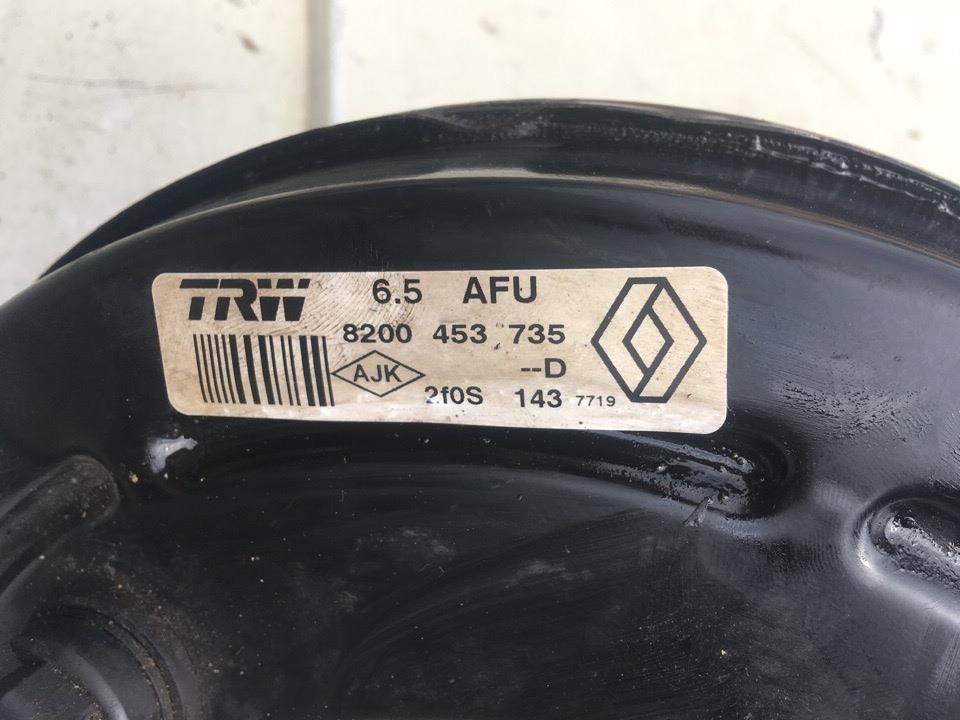 TRW 6.5 AFU
8200 453 735
--D
AJK
2f0S 143 7719